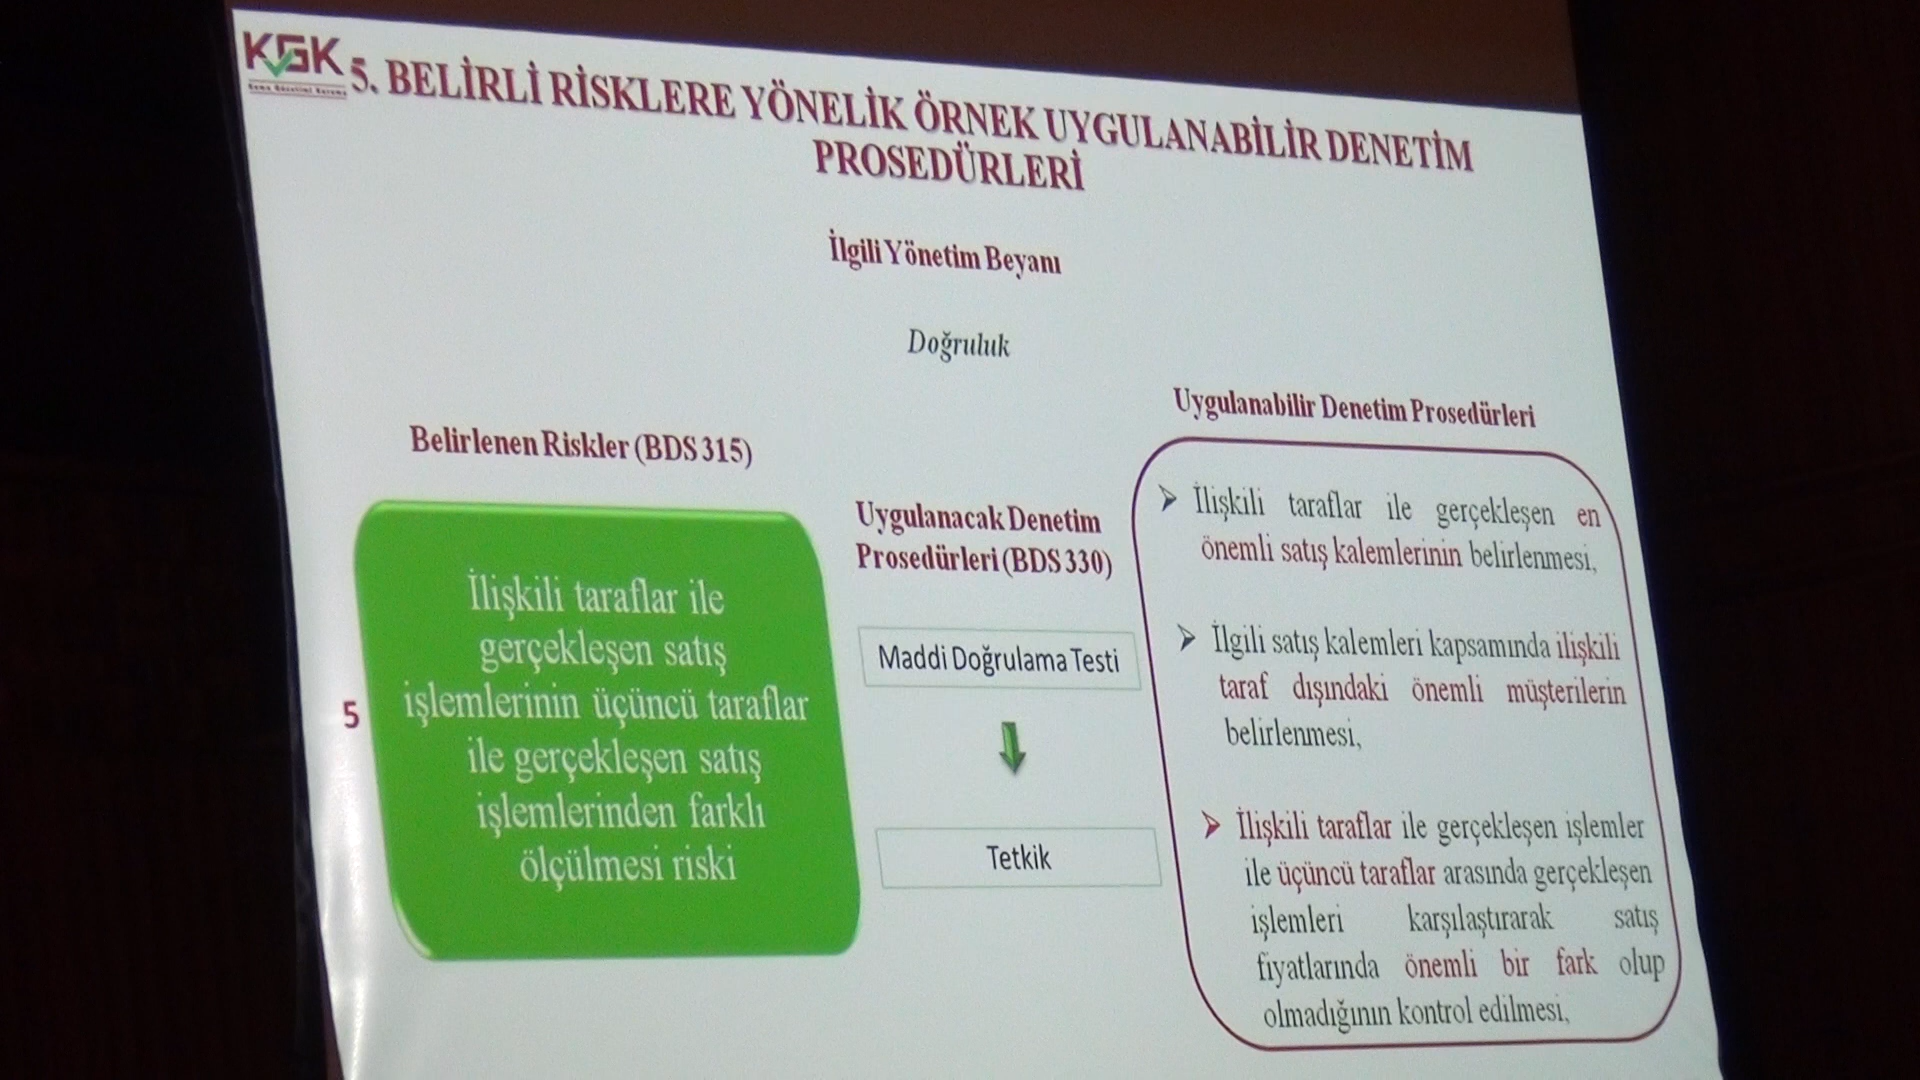 KGK
5. BELİRLİ RİSKLERE YÖNELİK ÖRNEK UYGULANABİLİR DENETİM
PROSEDÜRLERİ
İlgili Yönetim Beyanı
Doğruluk
Belirlenen Riskler (BDS 315)
5
İlişkili taraflar ile
gerçekleşen satış
işlemlerinin üçüncü taraflar
ile gerçekleşen satış
işlemlerinden farklı
ölçülmesi riski
Uygulanacak Denetim
Prosedürleri (BDS 330)
Maddi Doğrulama Testi
Tetkik
Uygulanabilir Denetim Prosedürleri
➢ İlişkili taraflar ile gerçekleşen en
önemli satış kalemlerinin belirlenmesi,
➢ İlgili satış kalemleri kapsamında ilişkili
taraf dışındaki önemli müşterilerin
belirlenmesi,
➢ İlişkili taraflar ile gerçekleşen işlemler
ile üçüncü taraflar arasında gerçekleşen
işlemleri karşılaştırarak satış
fiyatlarında önemli bir fark olup
olmadığının kontrol edilmesi,